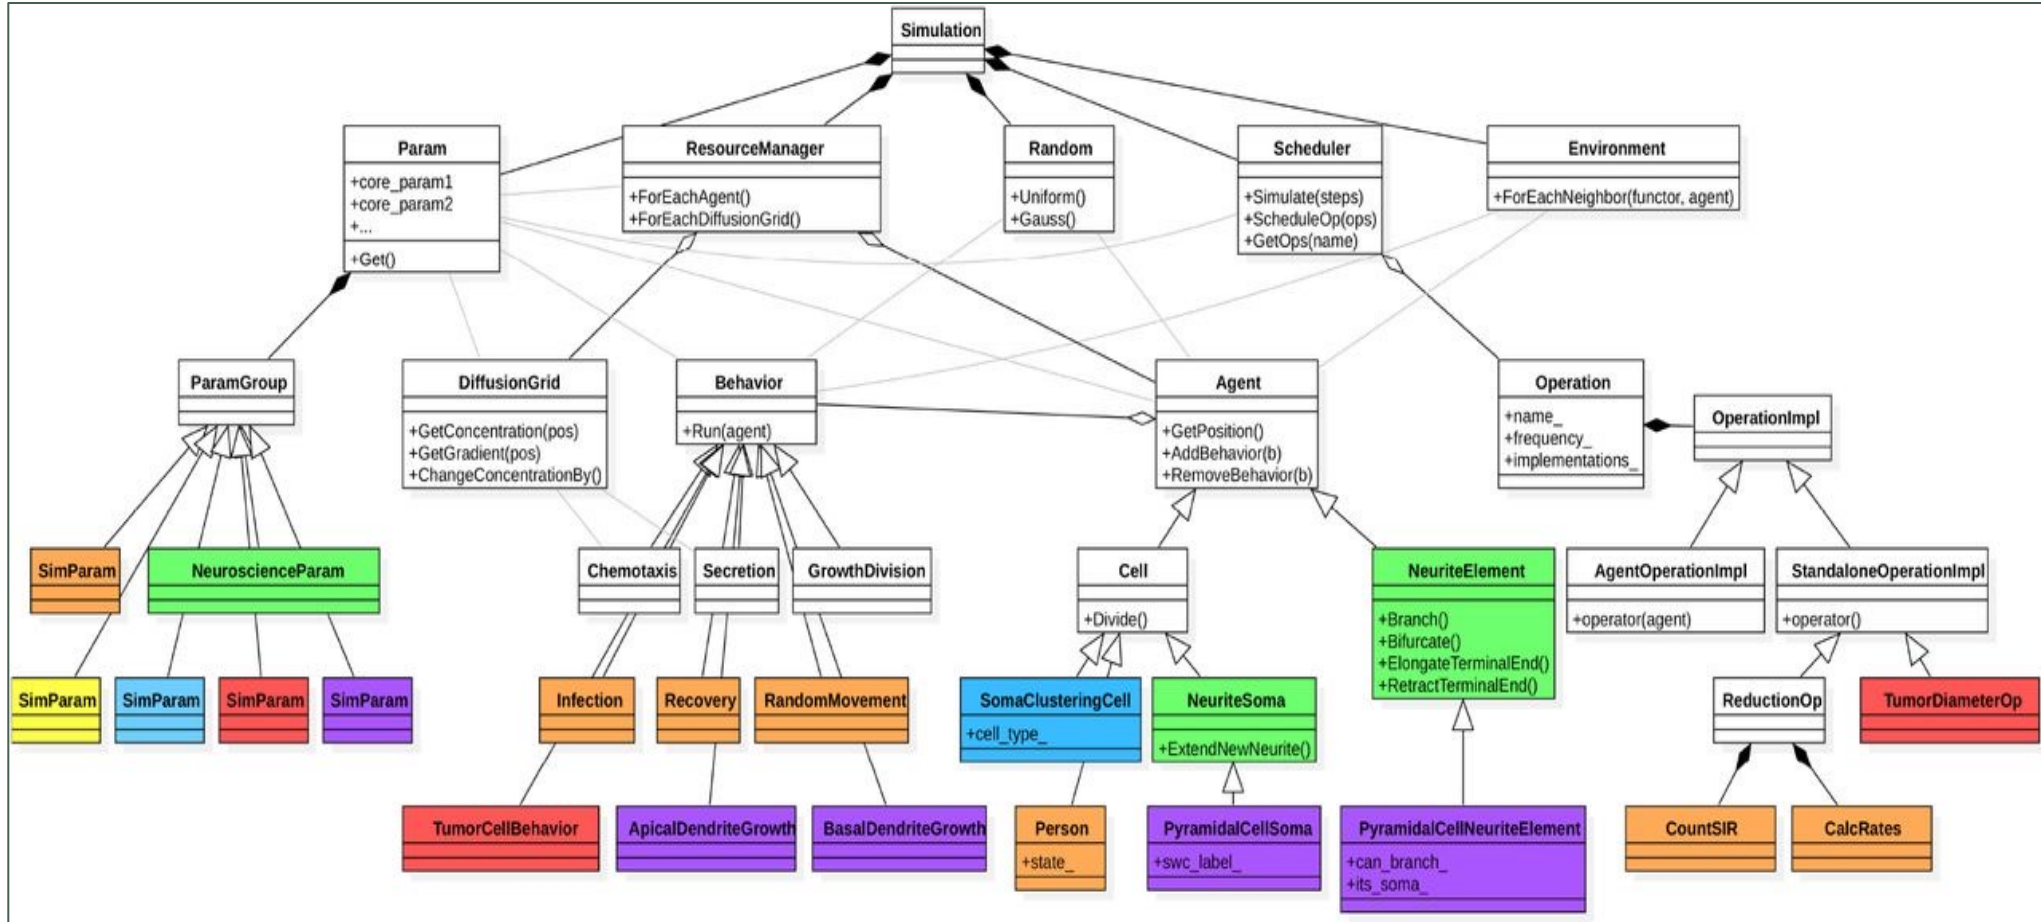 Simulation
Param
+core_param1
+core_param2
+...
+Get()
ResourceManager
+ForEachAgent()
+ForEachDiffusionGrid()
Random
+Uniform()
+Gauss()
Scheduler
+Simulate(steps)
+ScheduleOp(ops)
+GetOps(name)
Environment
+ForEachNeighbor(functor, agent)
ParamGroup
DiffusionGrid
+GetConcentration(pos)
+GetGradient(pos)
+ChangeConcentrationBy()
Behavior
+Run(agent)
Agent
+GetPosition()
+AddBehavior(b)
+RemoveBehavior(b)
Operation
+name_
+frequency_
+implementations_
OperationImpl
SimParam
NeuroscienceParam
Chemotaxis
Secretion
GrowthDivision
Cell
+Divide()
NeuriteElement
+Branch()
+Bifurcate()
+ElongateTerminalEnd()
+RetractTerminalEnd()
AgentOperationImpl
+operator(agent)
StandaloneOperationImpl
+operator()
SimParam
SimParam
SimParam
SimParam
Infection
Recovery
RandomMovement
SomaClusteringCell
+cell_type_
NeuriteSoma
+ExtendNewNeurite()
ReductionOp
TumorDiameterOp
TumorCellBehavior
ApicalDendriteGrowth
BasalDendriteGrowth
Person
+state_
PyramidalCellSoma
+swc_label_
PyramidalCellNeuriteElement
+can_branch_
+its_soma_
CountSIR
CalcRates